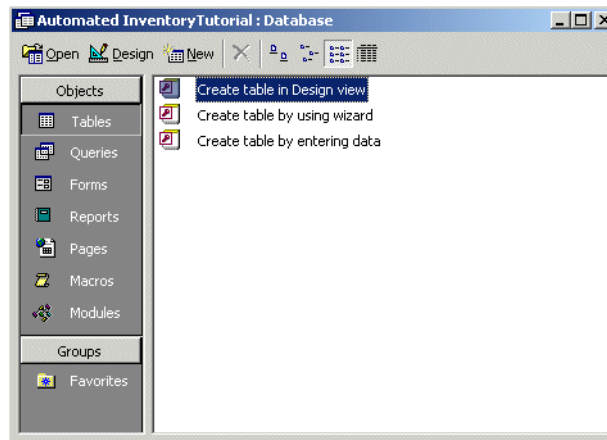 Automated InventoryTutorial : Database
Open Design New
Objects
Tables
Queries
Forms
Reports
Pages
Macros
Modules
Groups
Favorites
Create table in Design view
Create table by using wizard
Create table by entering data